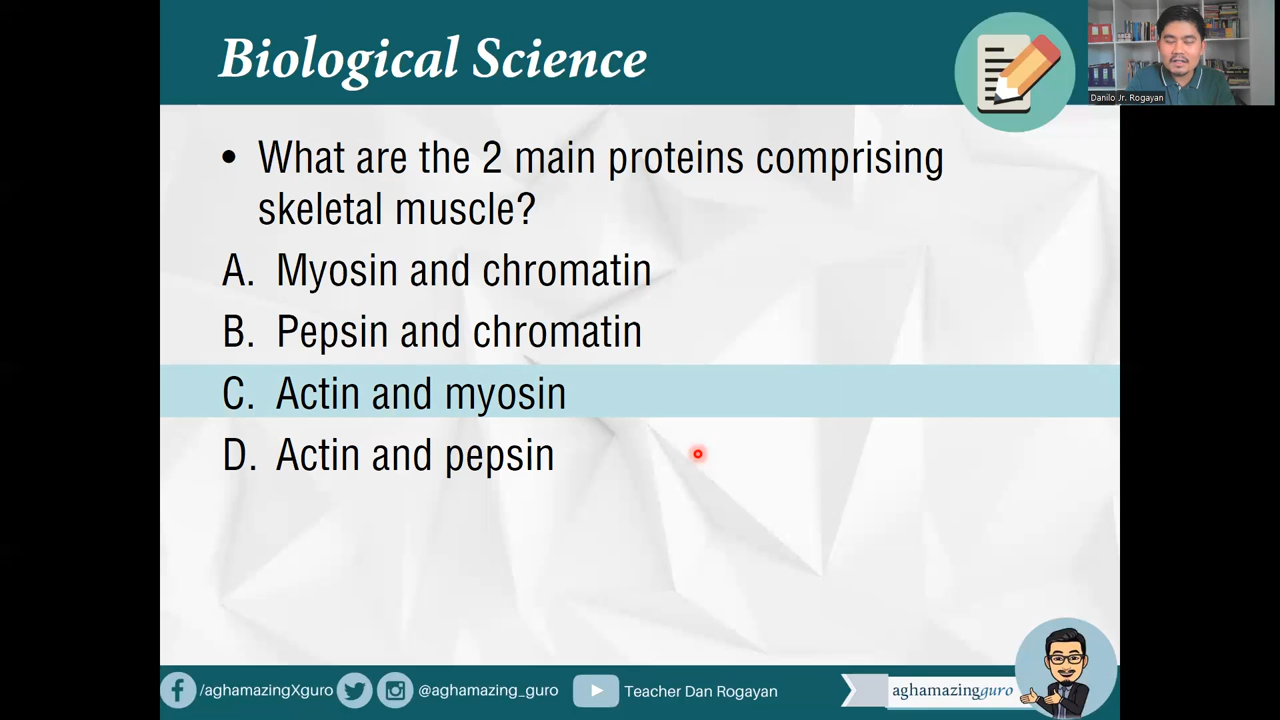 Biological Science
Danilo Jr. Rogayan
• What are the 2 main proteins comprising
skeletal muscle?
A. Myosin and chromatin
B. Pepsin and chromatin
C. Actin and myosin
D. Actin and pepsin
/aghamazingXguro
@aghamazing_guro
Teacher Dan Rogayan
aghamazingguro